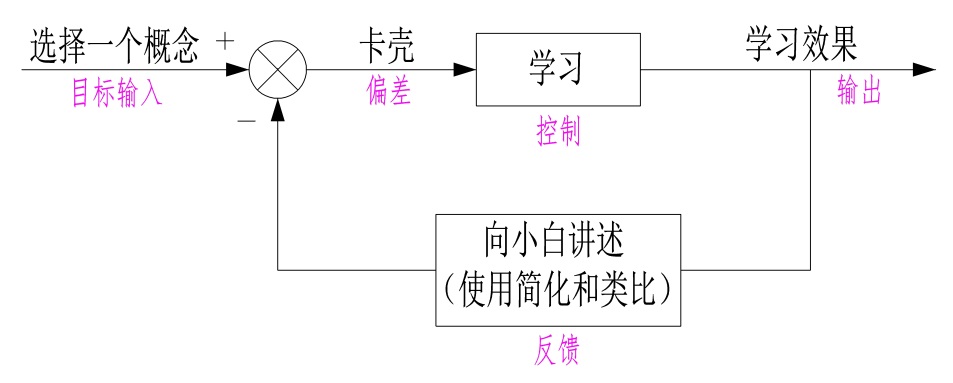 选择一个概念
+
卡壳
学习
学习效果
目标输入
偏差
输出
−
控制
向小白讲述
（使用简化和类比）
反馈